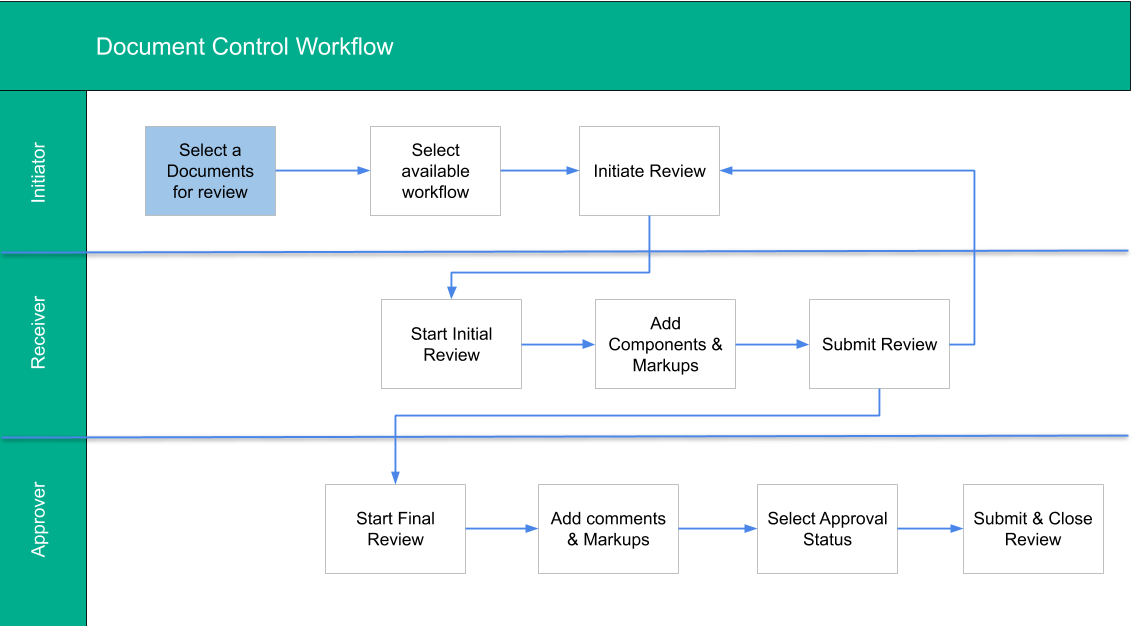 Document Control Workflow
Initiator
Select a
Documents
for review
Select
available
workflow
Initiate Review
Receiver
Start Initial
Review
Add
Components &
Markups
Submit Review
Approver
Start Final
Review
Add comments
& Markups
Select Approval
Status
Submit & Close
Review